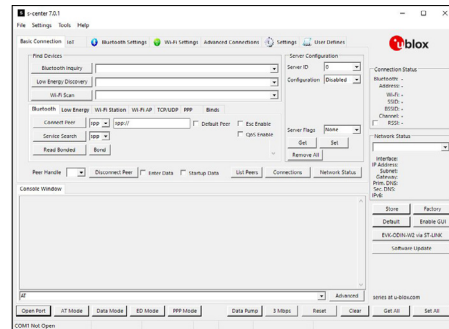 s-center 7.0.1
File Settings Tools Help
Basic Connection IoT Bluetooth Settings Wi-Fi Settings Advanced Connections Settings User Defines
ublox
Find Devices
Bluetooth Inquiry
Low Energy Discovery
Wi-Fi Scan
Server Configuration
Server ID 0
Configuration Disabled
Server Flags None
Get Set
Remove All
Bluetooth Low Energy Wi-Fi Station Wi-Fi AP TCP/UDP PPP Binds
Connect Peer spp spp:// Default Peer Esc Enable
Service Search spp QoS Enable
Read Bonded Bond
Peer Handle Disconnect Peer Enter Data Startup Data List Peers Connections Network Status
Connection Status
Bluetooth: -
Address: -
Wi-Fi: -
SSID: -
BSSID: -
Channel: -
RSSI: -
Network Status
Interface:
IP Address:
Subnet:
Gateway:
Prim. DNS:
Sec. DNS:
IPv6:
Console Window
Store Factory
Default Enable GUI
EVK-ODIN-W2 via ST-LINK
Software Update
series at u-blox.com
AT Advanced
Open Port AT Mode Data Mode ED Mode PPP Mode Data Pump 3 Mbps Reset Clear Get All Set All
COM1 Not Open